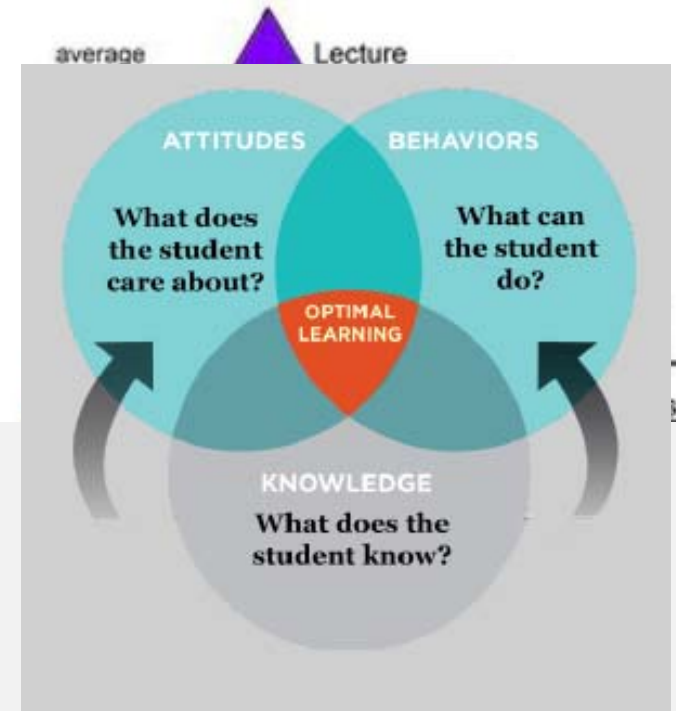 average
Lecture
ATTITUDES
BEHAVIORS
What does
the student
care about?
What can
the student
do?
OPTIMAL
LEARNING
KNOWLEDGE
What does the
student know?